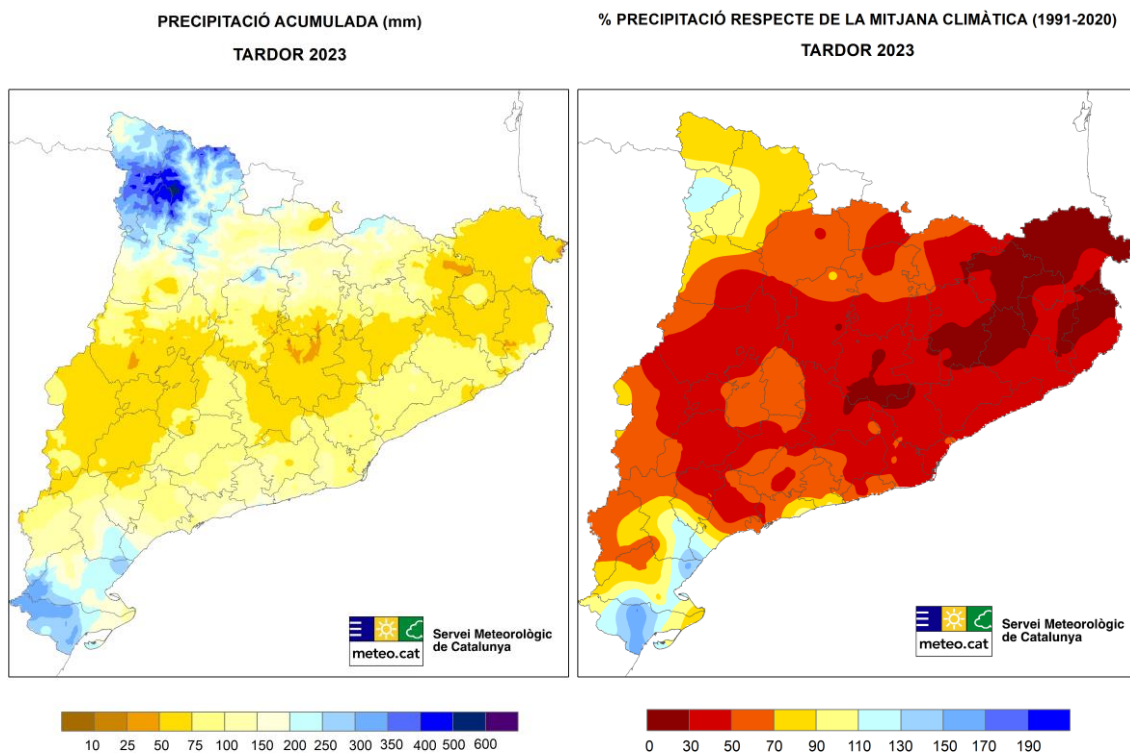 PRECIPITACIÓ ACUMULADA (mm)
TARDOR 2023
% PRECIPITACIÓ RESPECTE DE LA MITJANA CLIMÀTICA (1991-2020)
TARDOR 2023
meteo.cat
Servei Meteorològic
de Catalunya
meteo.cat
Servei Meteorològic
de Catalunya
10 25 50 75 100 150 200 250 300 350 400 500 600
0 30 50 70 90 110 130 150 170 190